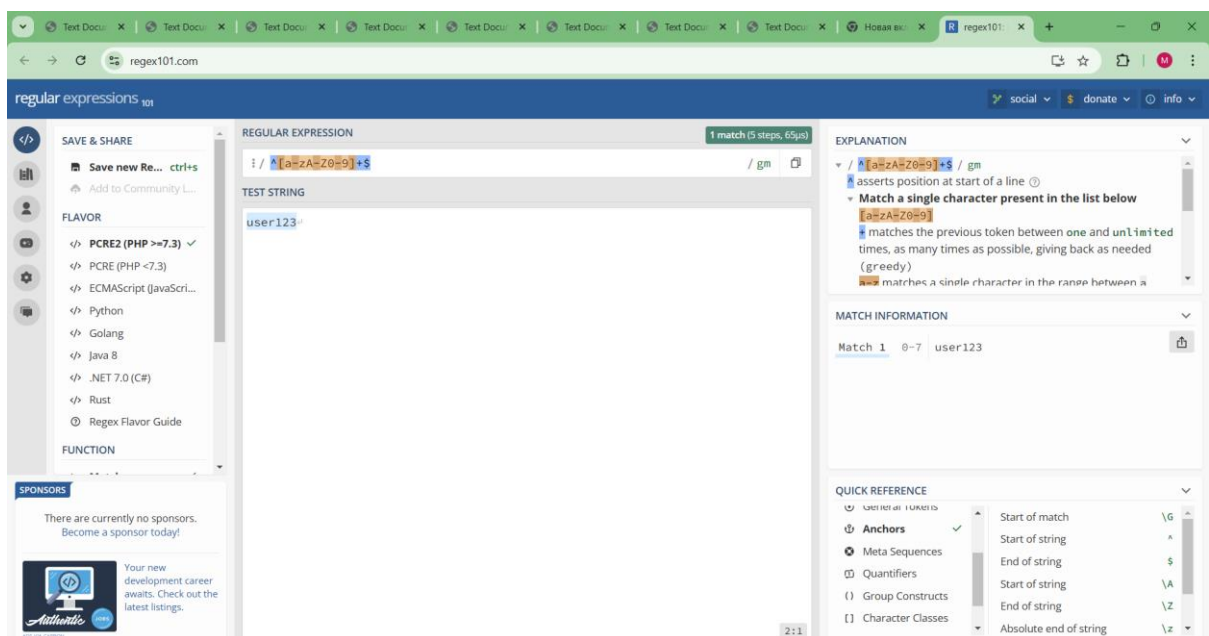 Text Docu Text Docu Text Docu Text Docu Text Docu Text Docu Text Docu Text Docu Новая вкл R regex101:
regex101.com M
regular expressions 101
social $ donate info
SAVE & SHARE
Save new Re... ctrl+s
Add to Community L...
FLAVOR
</> PCRE2 (PHP >=7.3)
</> PCRE (PHP <7.3)
</> ECMAScript (JavaScri...
</> Python
</> Golang
</> Java 8
</> .NET 7.0 (C#)
</> Rust
Regex Flavor Guide
FUNCTION
SPONSORS
There are currently no sponsors.
Become a sponsor today!
Authentic JOBS
Your new
development career
awaits. Check out the
latest listings.
REGULAR EXPRESSION
1 match (5 steps, 65μs)
/ ^[a-zA-Z0-9]+$ / gm
TEST STRING
user123
2:1
EXPLANATION
/ ^[a-zA-Z0-9]+$ / gm
^ asserts position at start of a line
Match a single character present in the list below
[a-zA-Z0-9]
+ matches the previous token between one and unlimited
times, as many times as possible, giving back as needed
(greedy)
a-z matches a single character in the range between a
MATCH INFORMATION
Match 1 0-7 user123
QUICK REFERENCE
General Tokens
Anchors
Meta Sequences
Quantifiers
() Group Constructs
[] Character Classes
Start of match \G
Start of string ^
End of string $
Start of string \A
End of string \Z
Absolute end of string \z